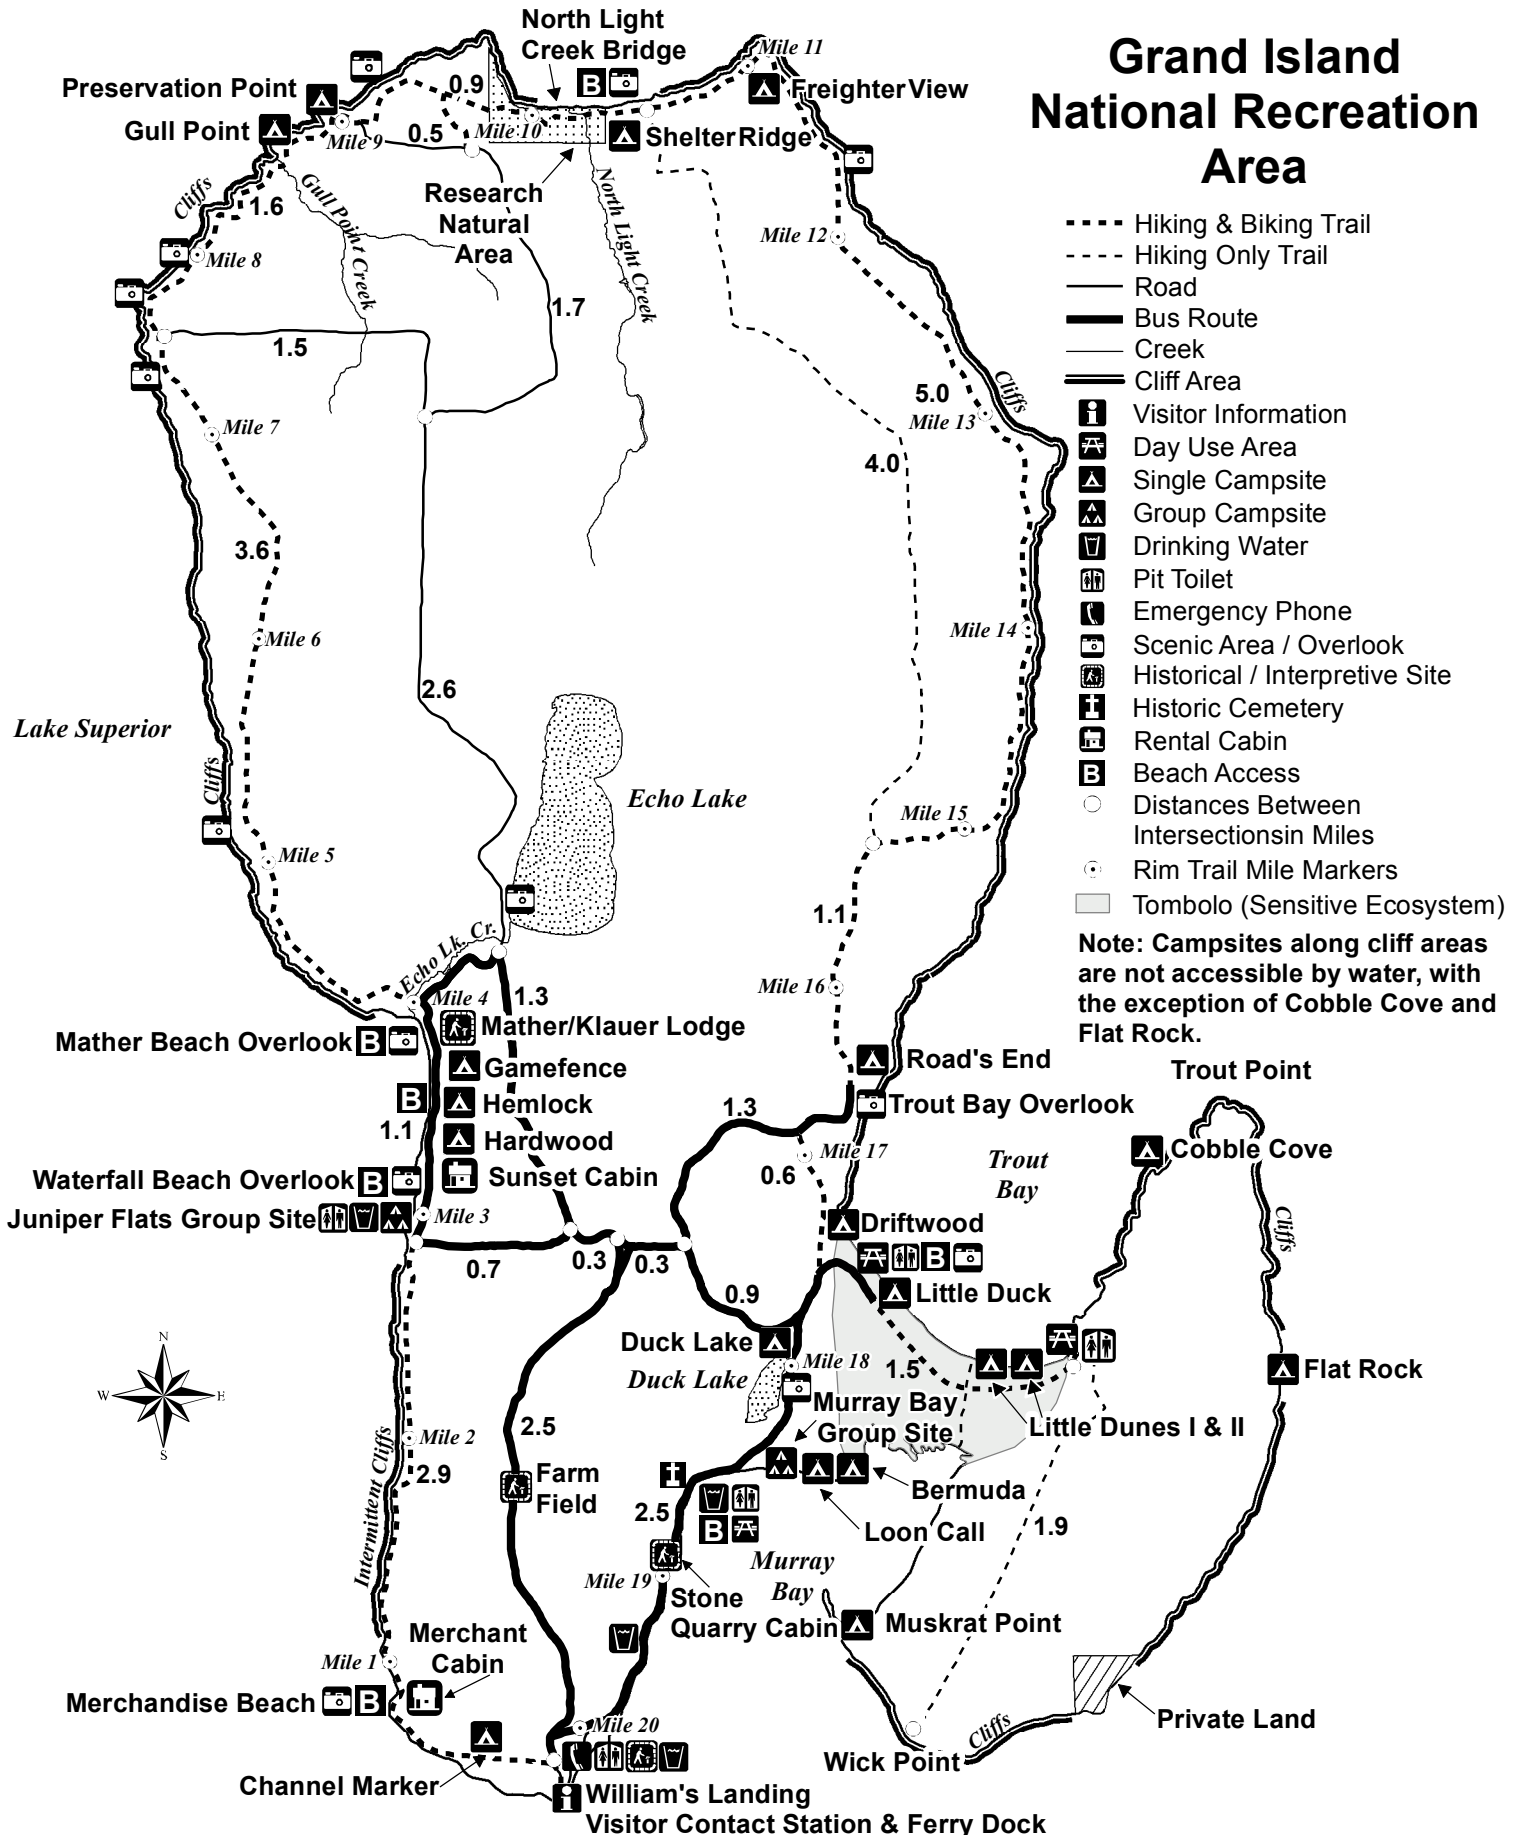 Grand Island
National Recreation
Area
Hiking & Biking Trail
Hiking Only Trail
Road
Bus Route
Creek
Cliff Area
Visitor Information
Day Use Area
Single Campsite
Group Campsite
Drinking Water
Pit Toilet
Emergency Phone
Scenic Area / Overlook
Historical / Interpretive Site
Historic Cemetery
Rental Cabin
B Beach Access
Distances Between
Intersectionsin Miles
Rim Trail Mile Markers
Tombolo (Sensitive Ecosystem)
Note: Campsites along cliff areas
are not accessible by water, with
the exception of Cobble Cove and
Flat Rock.
North Light
Creek Bridge
B
Mile 11
Preservation Point
0.9
FreighterView
Gull Point
Mile 9
0.5
Mile 10
ShelterRidge
Research
Natural
Area
Cliffs
1.6
Gull Point Creek
North Light Creek
Mile 12
Mile 8
1.7
1.5
Cliffs
5.0
Mile 13
Mile 7
4.0
3.6
Mile 6
Mile 14
2.6
Lake Superior
Cliffs
Echo Lake
Mile 15
Mile 5
1.1
Echo Lk. Cr.
Mile 16
Mile 4
1.3
Mather/Klauer Lodge
Mather Beach Overlook B
Gamefence
Road's End
Trout Point
B
Hemlock
1.3
Trout Bay Overlook
1.1
Hardwood
Mile 17
Cobble Cove
Waterfall Beach Overlook B
Sunset Cabin
0.6
Trout
Bay
Juniper Flats Group Site
Mile 3
Driftwood
B
Cliffs
0.7
0.3
0.3
0.9
Little Duck
Duck Lake
Mile 18
Duck Lake
1.5
Flat Rock
Murray Bay
Group Site
Little Dunes I & II
N
W
E
S
Mile 2
2.5
2.9
Intermittent Cliffs
Farm
Field
Bermuda
2.5
B
Loon Call
1.9
Murray
Bay
Mile 19
Stone
Quarry Cabin
Muskrat Point
Merchant
Cabin
Mile 1
Merchandise Beach B
Mile 20
Cliffs
Private Land
Wick Point
Channel Marker
William's Landing
Visitor Contact Station & Ferry Dock